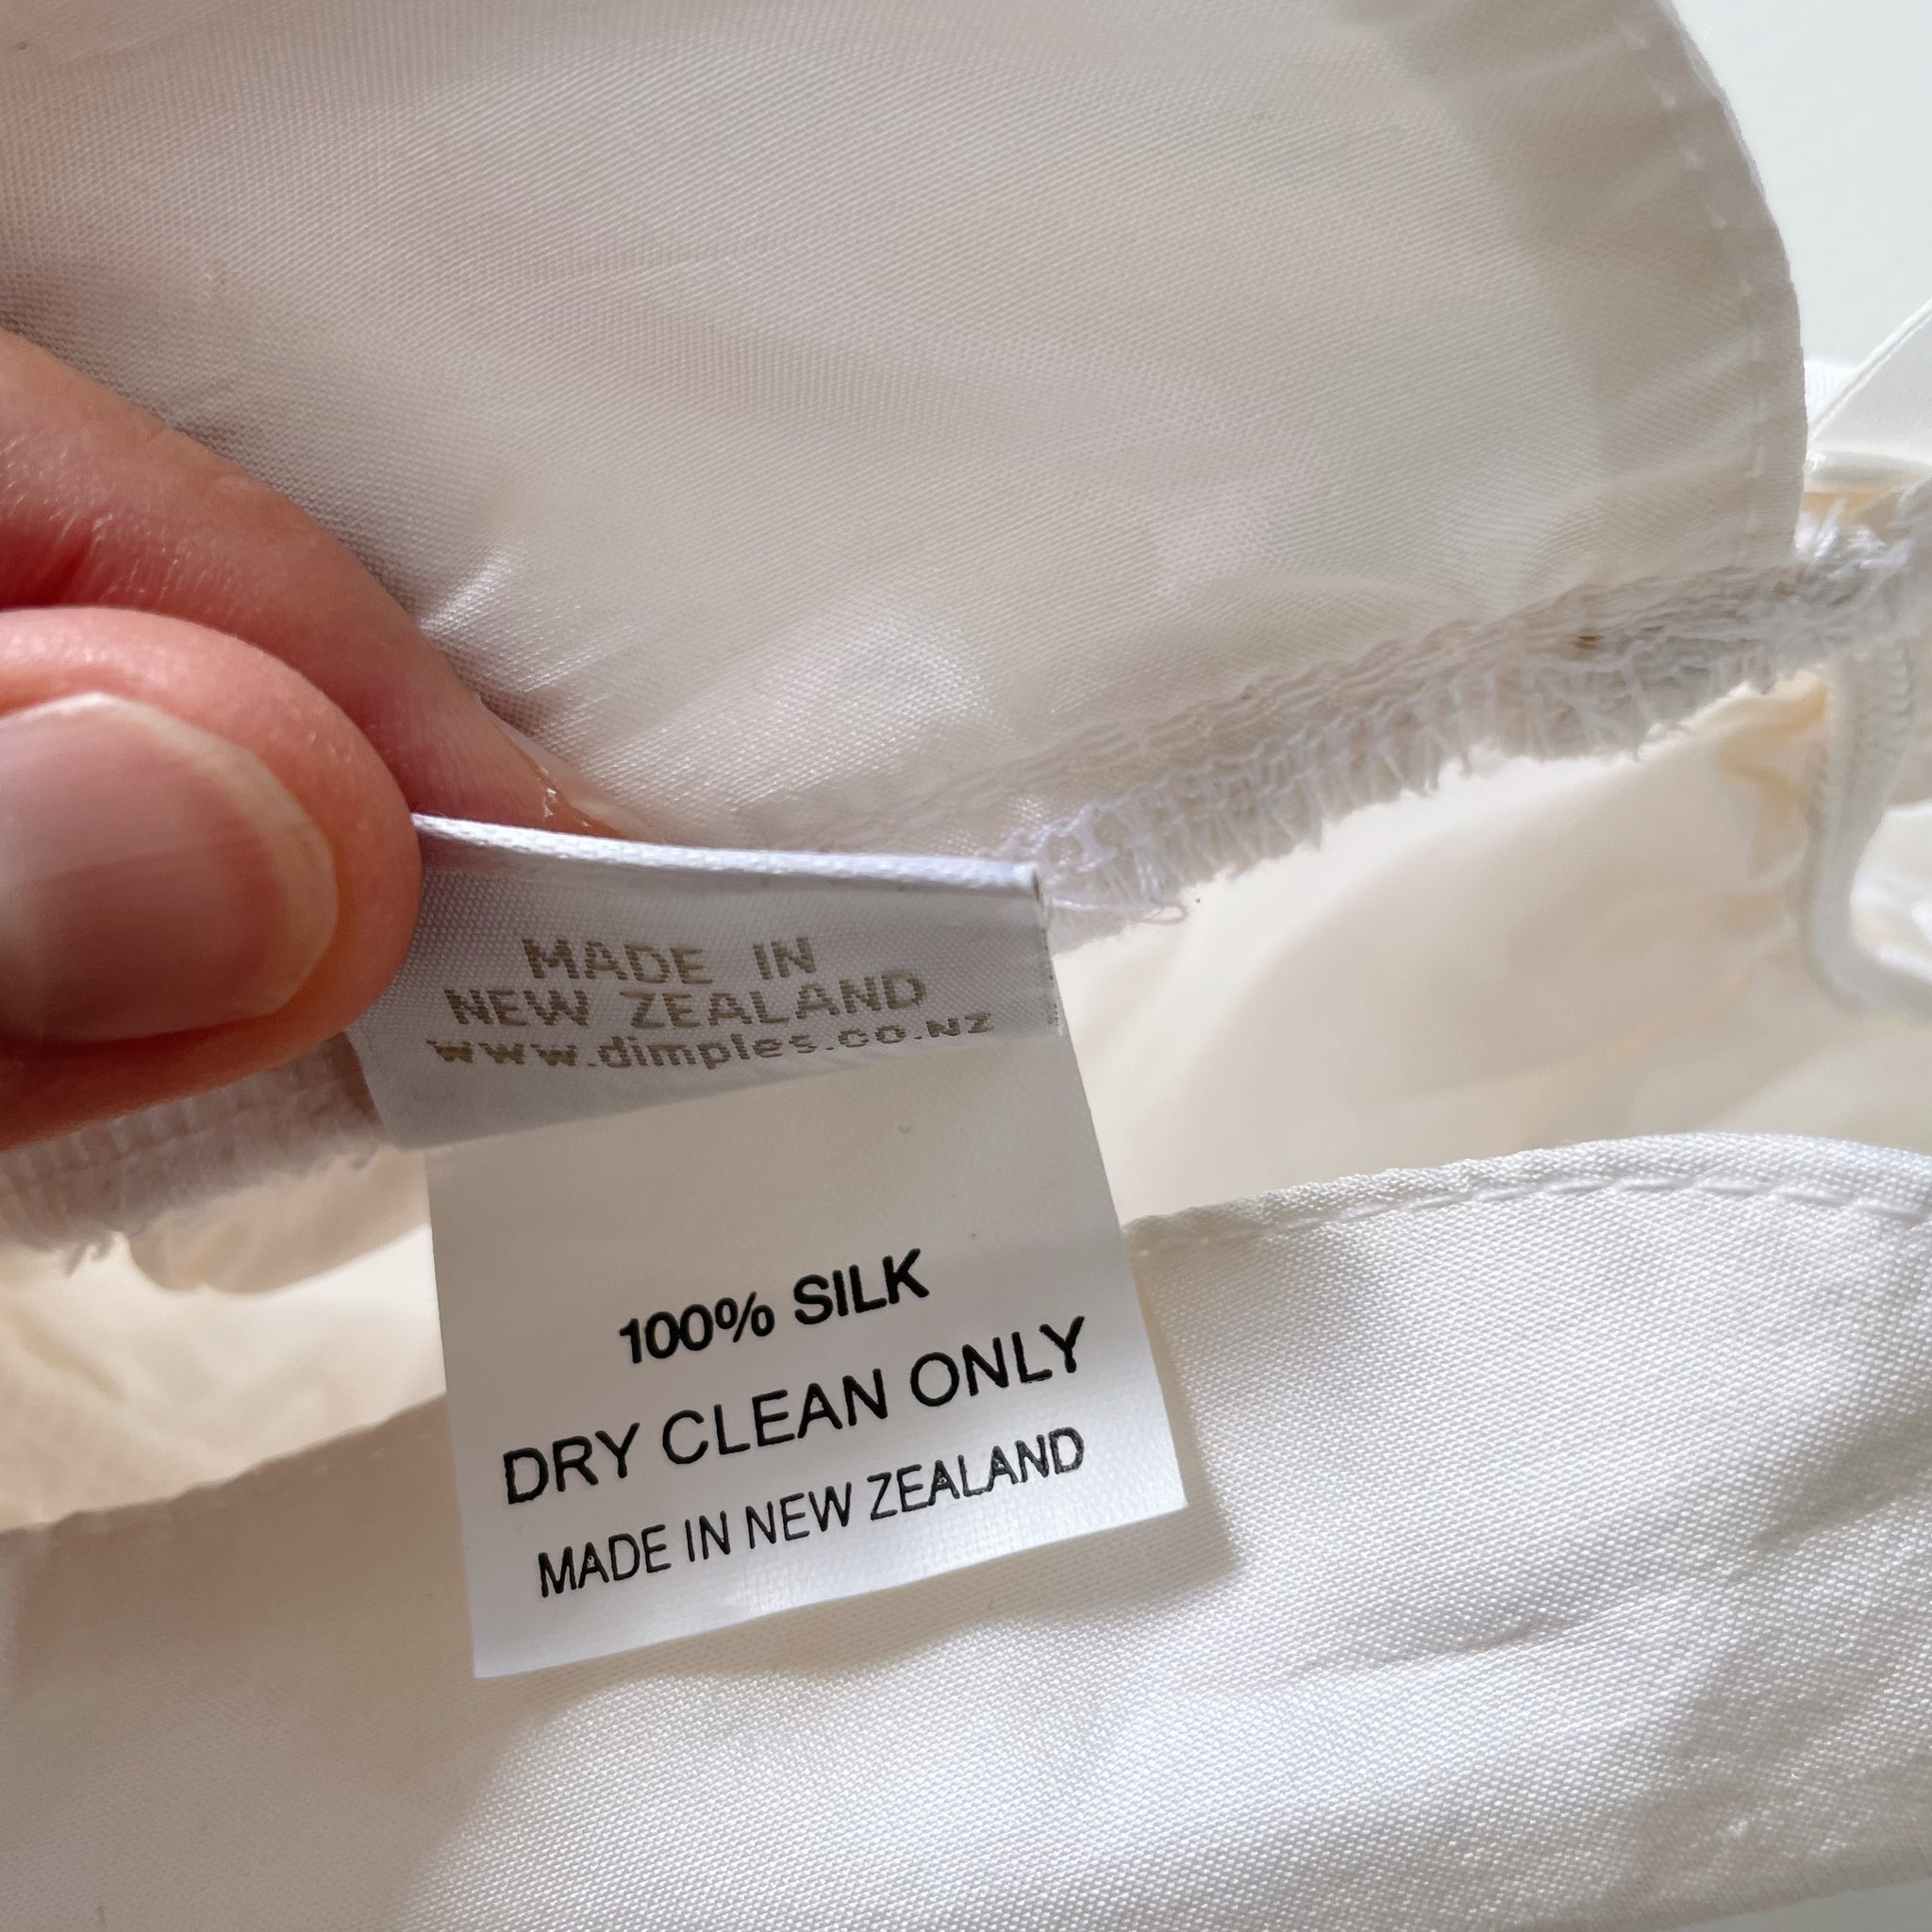 MADE IN
NEW ZEALAND
www.dimples.co.nz
100% SILK
DRY CLEAN ONLY
MADE IN NEW ZEALAND